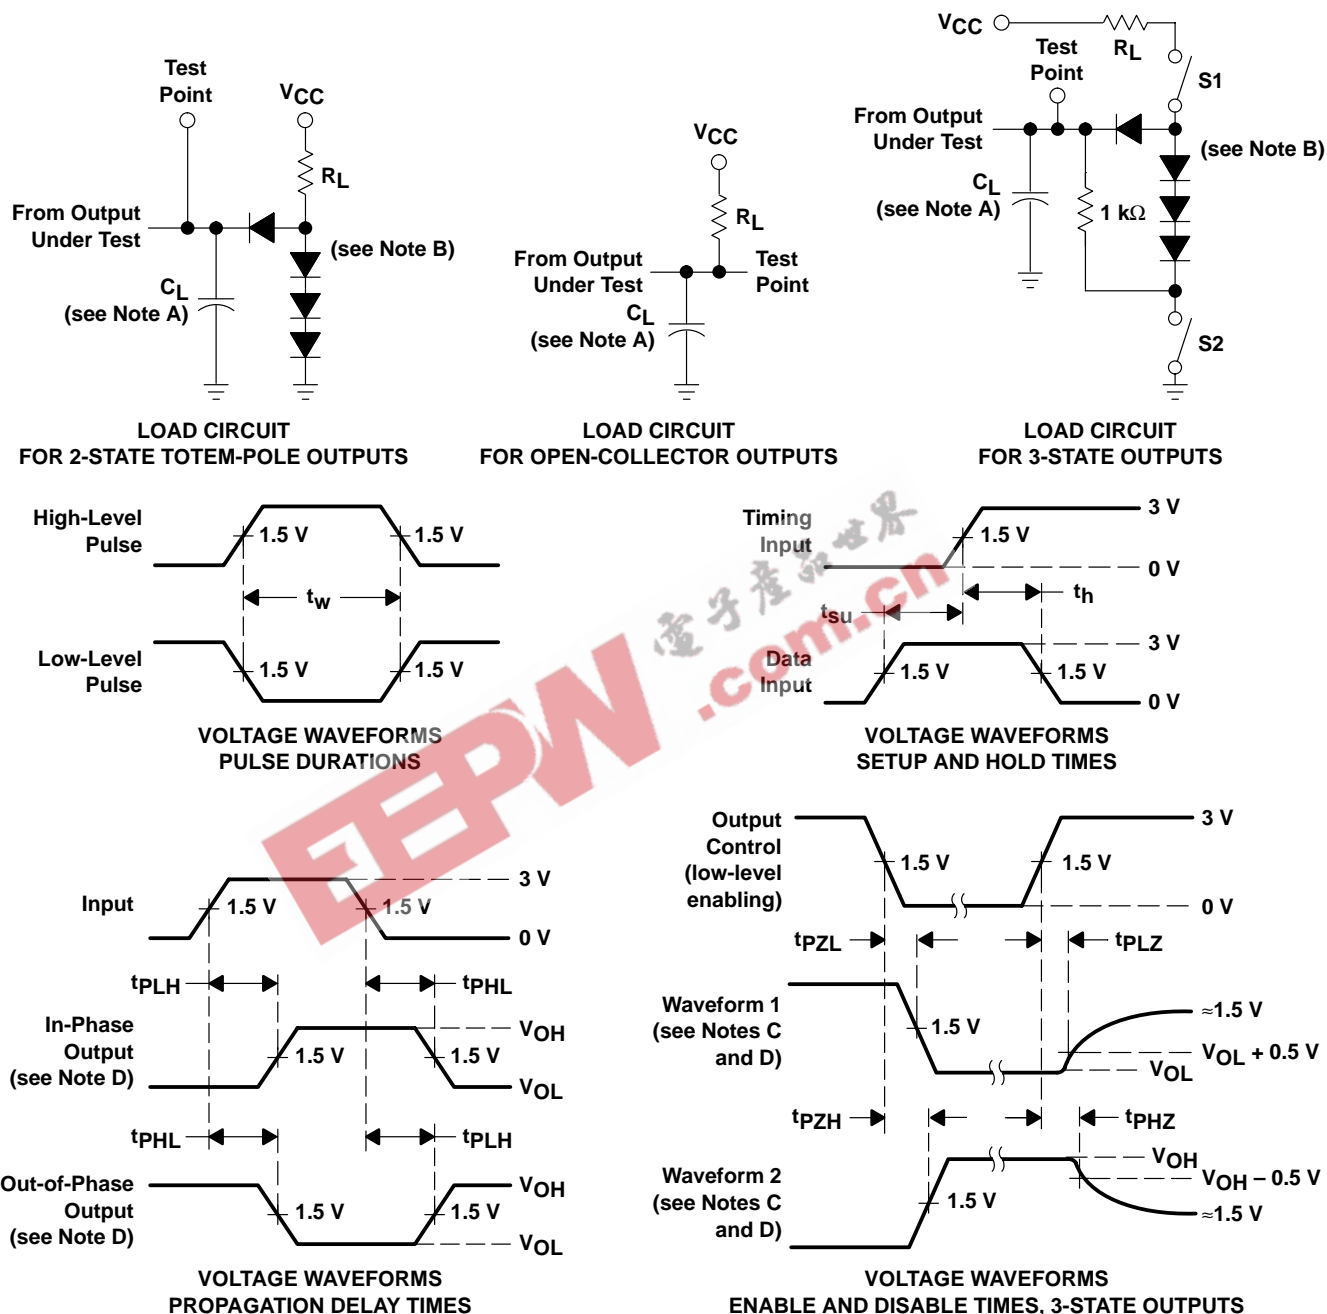 Test
Point
VCC
RL
From Output
Under Test
(see Note B)
CL
(see Note A)
LOAD CIRCUIT
FOR 2-STATE TOTEM-POLE OUTPUTS
VCC
RL
From Output
Under Test
Test
Point
CL
(see Note A)
LOAD CIRCUIT
FOR OPEN-COLLECTOR OUTPUTS
VCC
RL
Test
Point
S1
From Output
Under Test
(see Note B)
CL
(see Note A)
1 kΩ
S2
LOAD CIRCUIT
FOR 3-STATE OUTPUTS
High-Level
Pulse
1.5 V
1.5 V
tw
Low-Level
Pulse
1.5 V
1.5 V
VOLTAGE WAVEFORMS
PULSE DURATIONS
Timing
Input
1.5 V
3 V
0 V
th
tsu
Data
Input
1.5 V
1.5 V
3 V
0 V
VOLTAGE WAVEFORMS
SETUP AND HOLD TIMES
EEPW
.com.cn
電子産品世界
Input
1.5 V
1.5 V
3 V
0 V
tPLH
tPHL
In-Phase
Output
(see Note D)
1.5 V
1.5 V
VOH
VOL
tPHL
tPLH
Out-of-Phase
Output
(see Note D)
1.5 V
1.5 V
VOH
VOL
VOLTAGE WAVEFORMS
PROPAGATION DELAY TIMES
Output
Control
(low-level
enabling)
1.5 V
1.5 V
3 V
0 V
tPZL
tPLZ
Waveform 1
(see Notes C
and D)
1.5 V
≈1.5 V
VOL + 0.5 V
VOL
tPZH
tPHZ
Waveform 2
(see Notes C
and D)
1.5 V
VOH
VOH – 0.5 V
≈1.5 V
VOLTAGE WAVEFORMS
ENABLE AND DISABLE TIMES, 3-STATE OUTPUTS